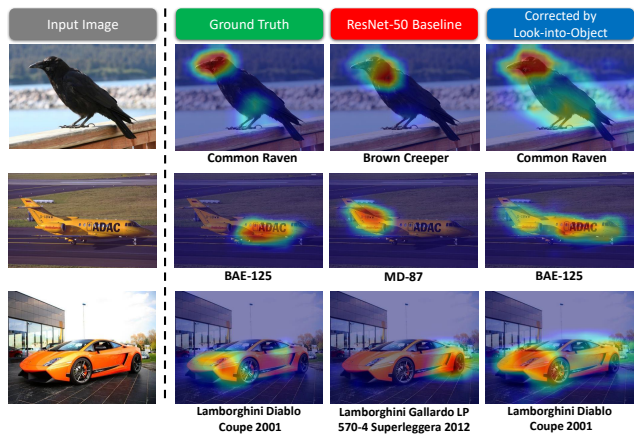 Input Image
Ground Truth
ResNet-50 Baseline
Corrected by
Look-into-Object
Common Raven
Brown Creeper
Common Raven
ADAC
ADAC
ADAC
ADAC
BAE-125
MD-87
BAE-125
Lamborghini Diablo
Coupe 2001
Lamborghini Gallardo LP
570-4 Superleggera 2012
Lamborghini Diablo
Coupe 2001